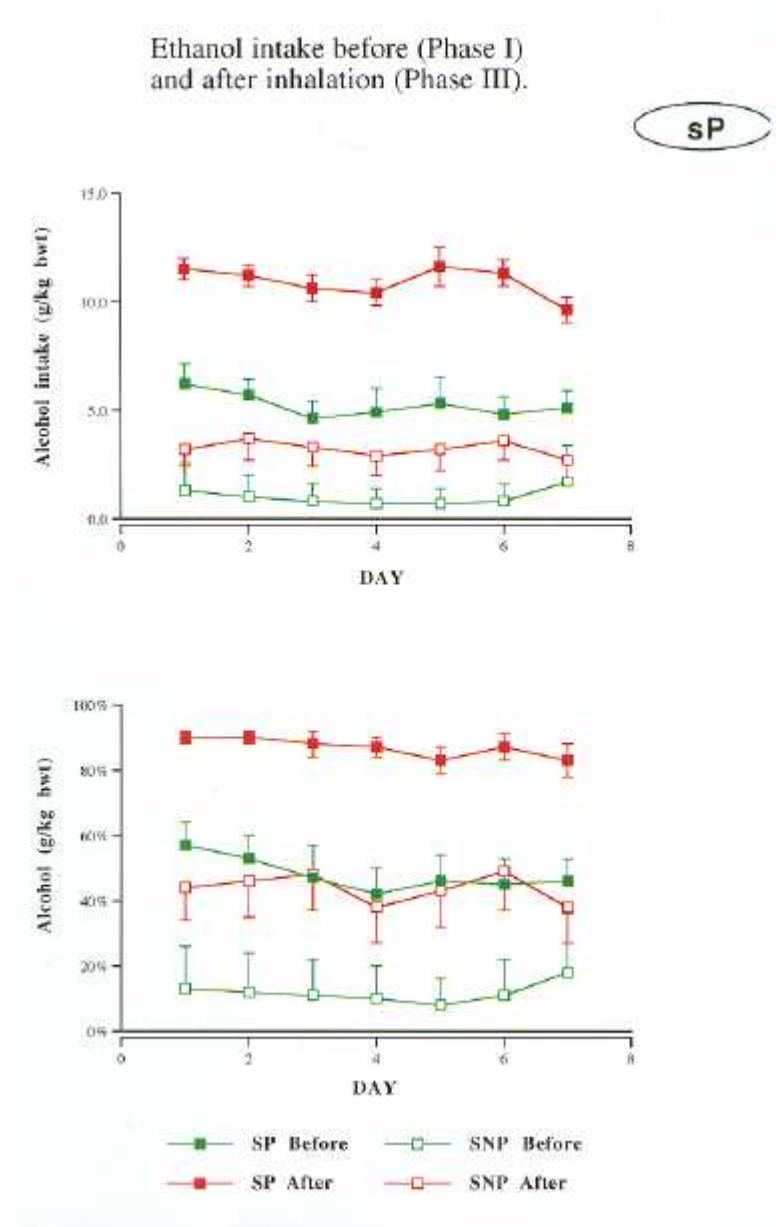 Ethanol intake before (Phase I)
and after inhalation (Phase III).
sP
15.0
10.0
5.0
0.0
Alcohol intake (g/kg bwt)
0 2 4 6 8
DAY
100%
80%
60%
40%
20%
0%
Alcohol (g/kg bwt)
0 2 4 6 8
DAY
SP Before SNP Before
SP After SNP After